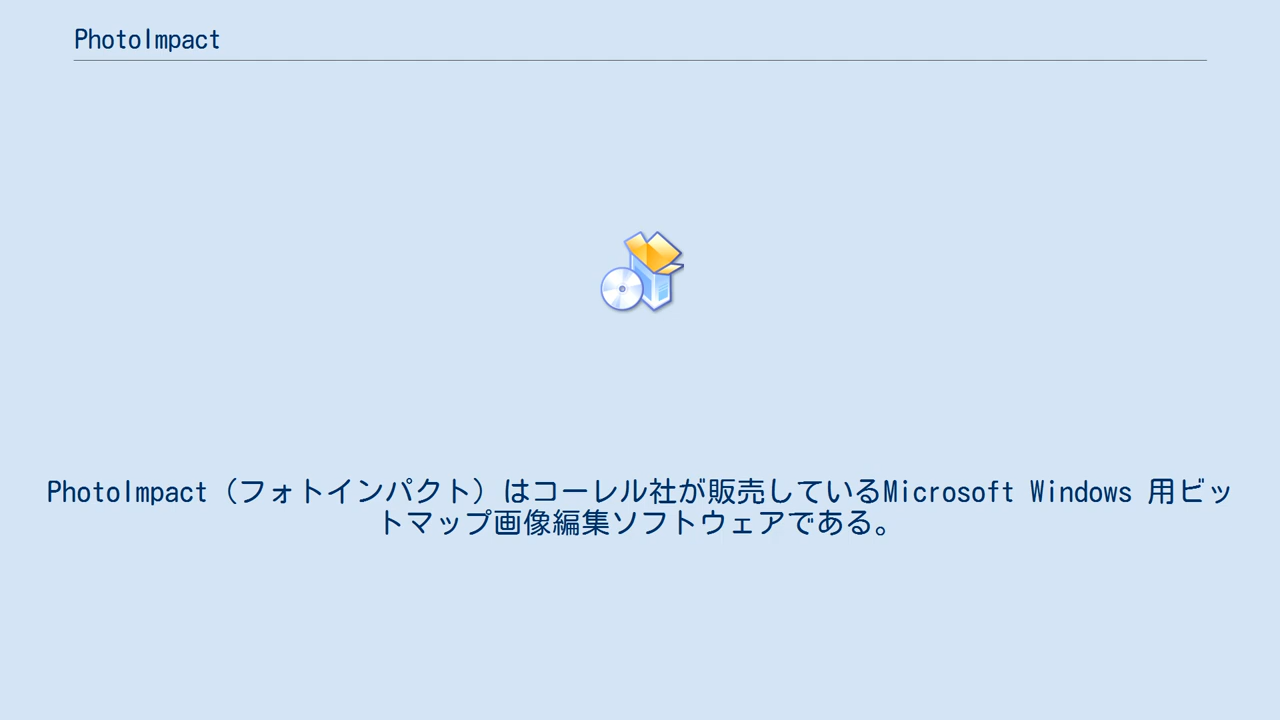 PhotoImpact
PhotoImpact（フォトインパクト）はコーレル社が販売しているMicrosoft Windows 用ビッ
トマップ画像編集ソフトウェアである。